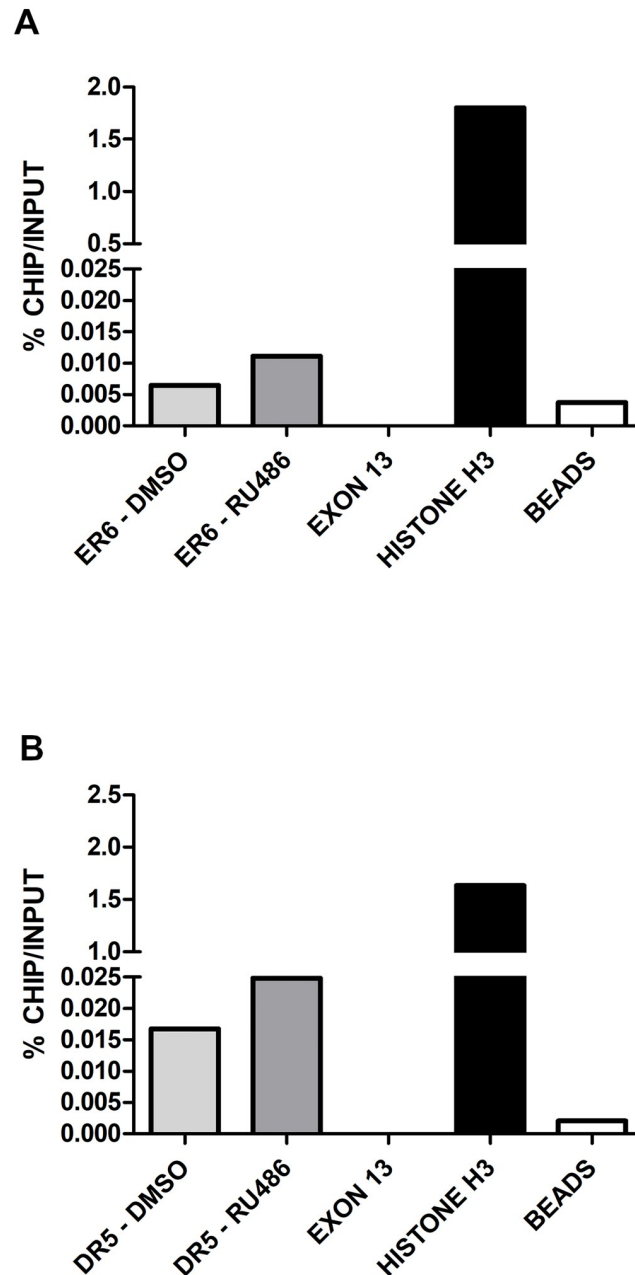 A
% CHIP/INPUT
2.0
1.5
1.0
0.5
0.025
0.020
0.015
0.010
0.005
0.000
ER6 - DMSO
ER6 - RU486
EXON 13
HISTONE H3
BEADS
B
% CHIP/INPUT
2.5
2.0
1.5
1.0
0.025
0.020
0.015
0.010
0.005
0.000
DR5 - DMSO
DR5 - RU486
EXON 13
HISTONE H3
BEADS